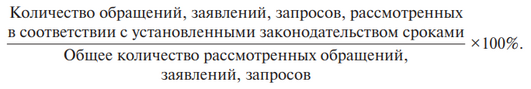 Количество обращений, заявлений, запросов, рассмотренных
в соответствии с установленными законодательством сроками
×100%.
Общее количество рассмотренных обращений,
заявлений, запросов